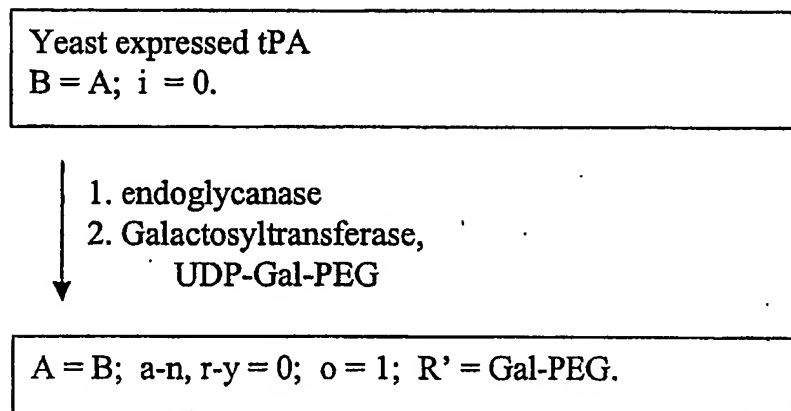 Yeast expressed tPA
B = A; i = 0.
1. endoglycanase
2. Galactosyltransferase,
UDP-Gal-PEG
A = B; a-n, r-y = 0; o = 1; R’ = Gal-PEG.